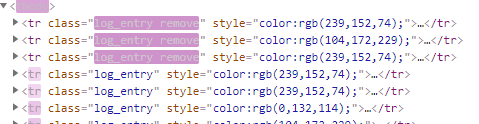 ▼<
▶<tr class="log_entry remove" style="color:rgb(239,152,74);">…</tr>
▶<tr class="log_entry remove" style="color:rgb(104,172,229);">…</tr>
▶<tr class="log_entry remove" style="color:rgb(239,152,74);">…</tr>
▶<tr class="log_entry" style="color:rgb(239,152,74);">…</tr>
▶<tr class="log_entry" style="color:rgb(239,152,74);">…</tr>
▶<tr class="log_entry" style="color:rgb(0,132,114);">…</tr>